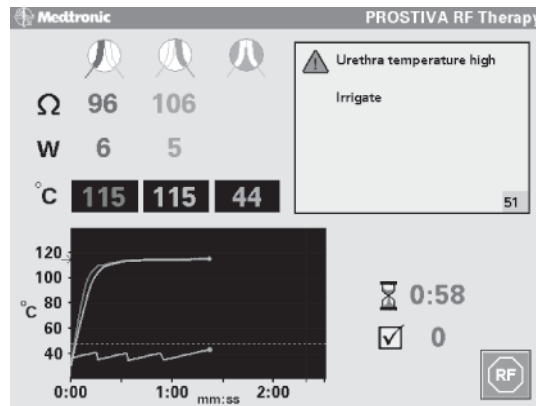 Medtronic
PROSTIVA RF Therapy
Urethra temperature high
Irrigate
51
Ω 96 106
W 6 5
°C 115 115 44
120
100
80
60
40
°C
0:00 1:00 2:00
mm:ss
0:58
0
RF